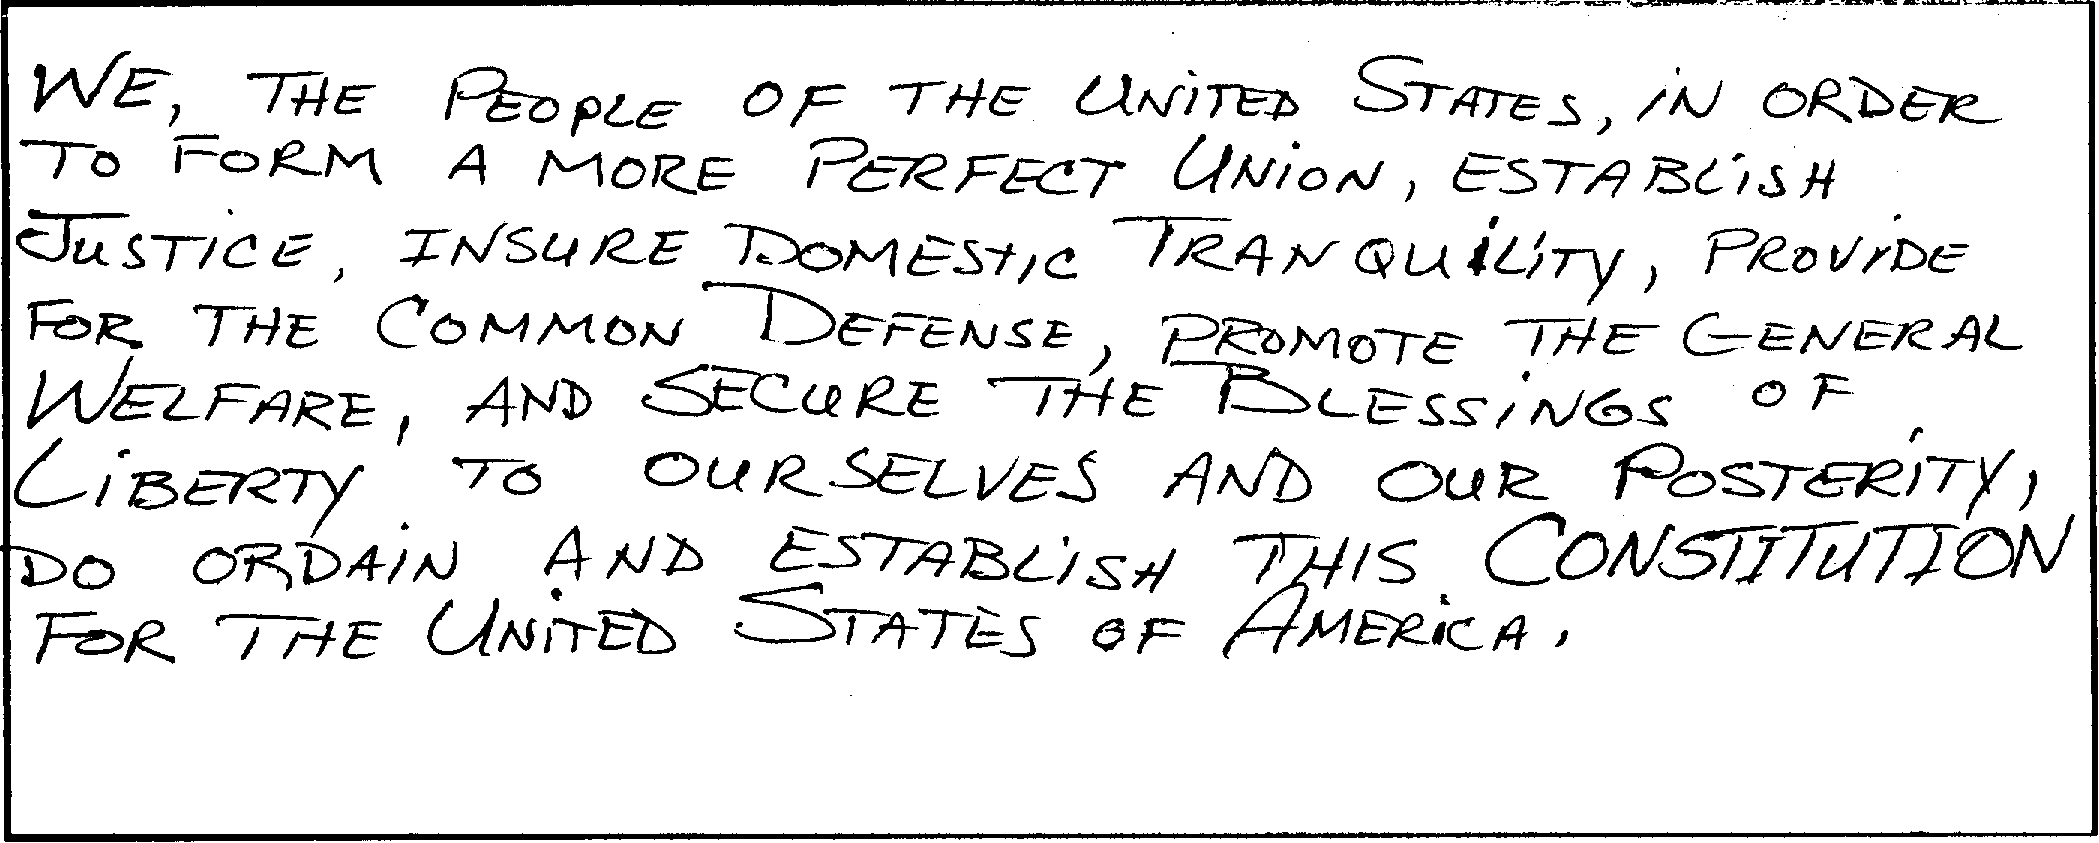 WE, THE PEOPLE OF THE UNITED STATES, IN ORDER
TO FORM A MORE PERFECT UNION, ESTABLISH
JUSTICE, INSURE DOMESTIC TRANQUILITY, PROVIDE
FOR THE COMMON DEFENSE, PROMOTE THE GENERAL
WELFARE, AND SECURE THE BLESSINGS OF
LIBERTY TO OURSELVES AND OUR POSTERITY,
DO ORDAIN AND ESTABLISH THIS CONSTITUTION
FOR THE UNITED STATES OF AMERICA.